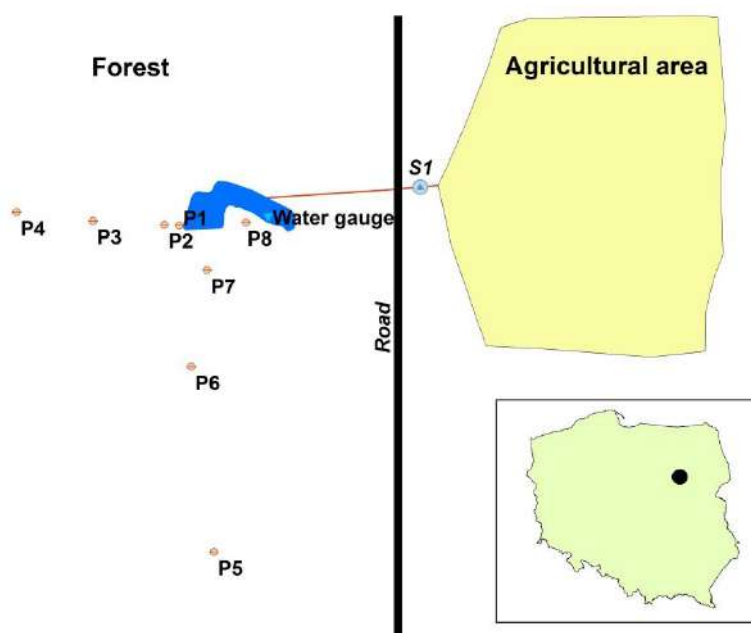 Forest
Agricultural area
S1
P4
P3
P2
P1
P8
Water gauge
P7
Road
P6
P5